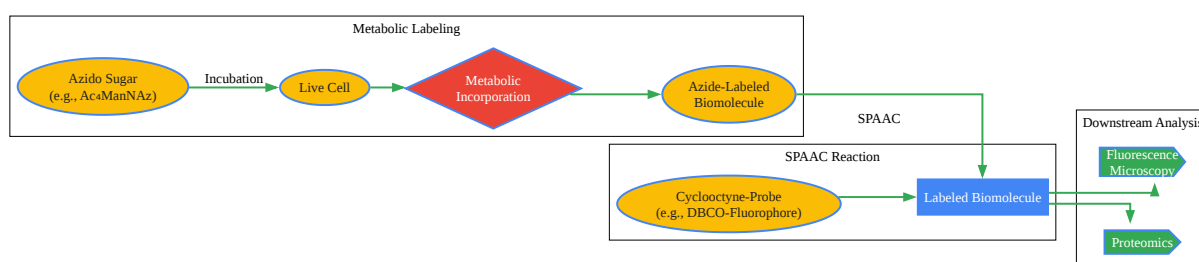 Metabolic Labeling
Azido Sugar
(e.g., Ac₄ManNAz)
Incubation
Live Cell
Metabolic
Incorporation
Azide-Labeled
Biomolecule
SPAAC
SPAAC Reaction
Cyclooctyne-Probe
(e.g., DBCO-Fluorophore)
Labeled Biomolecule
Downstream Analysis
Fluorescence
Microscopy
Proteomics